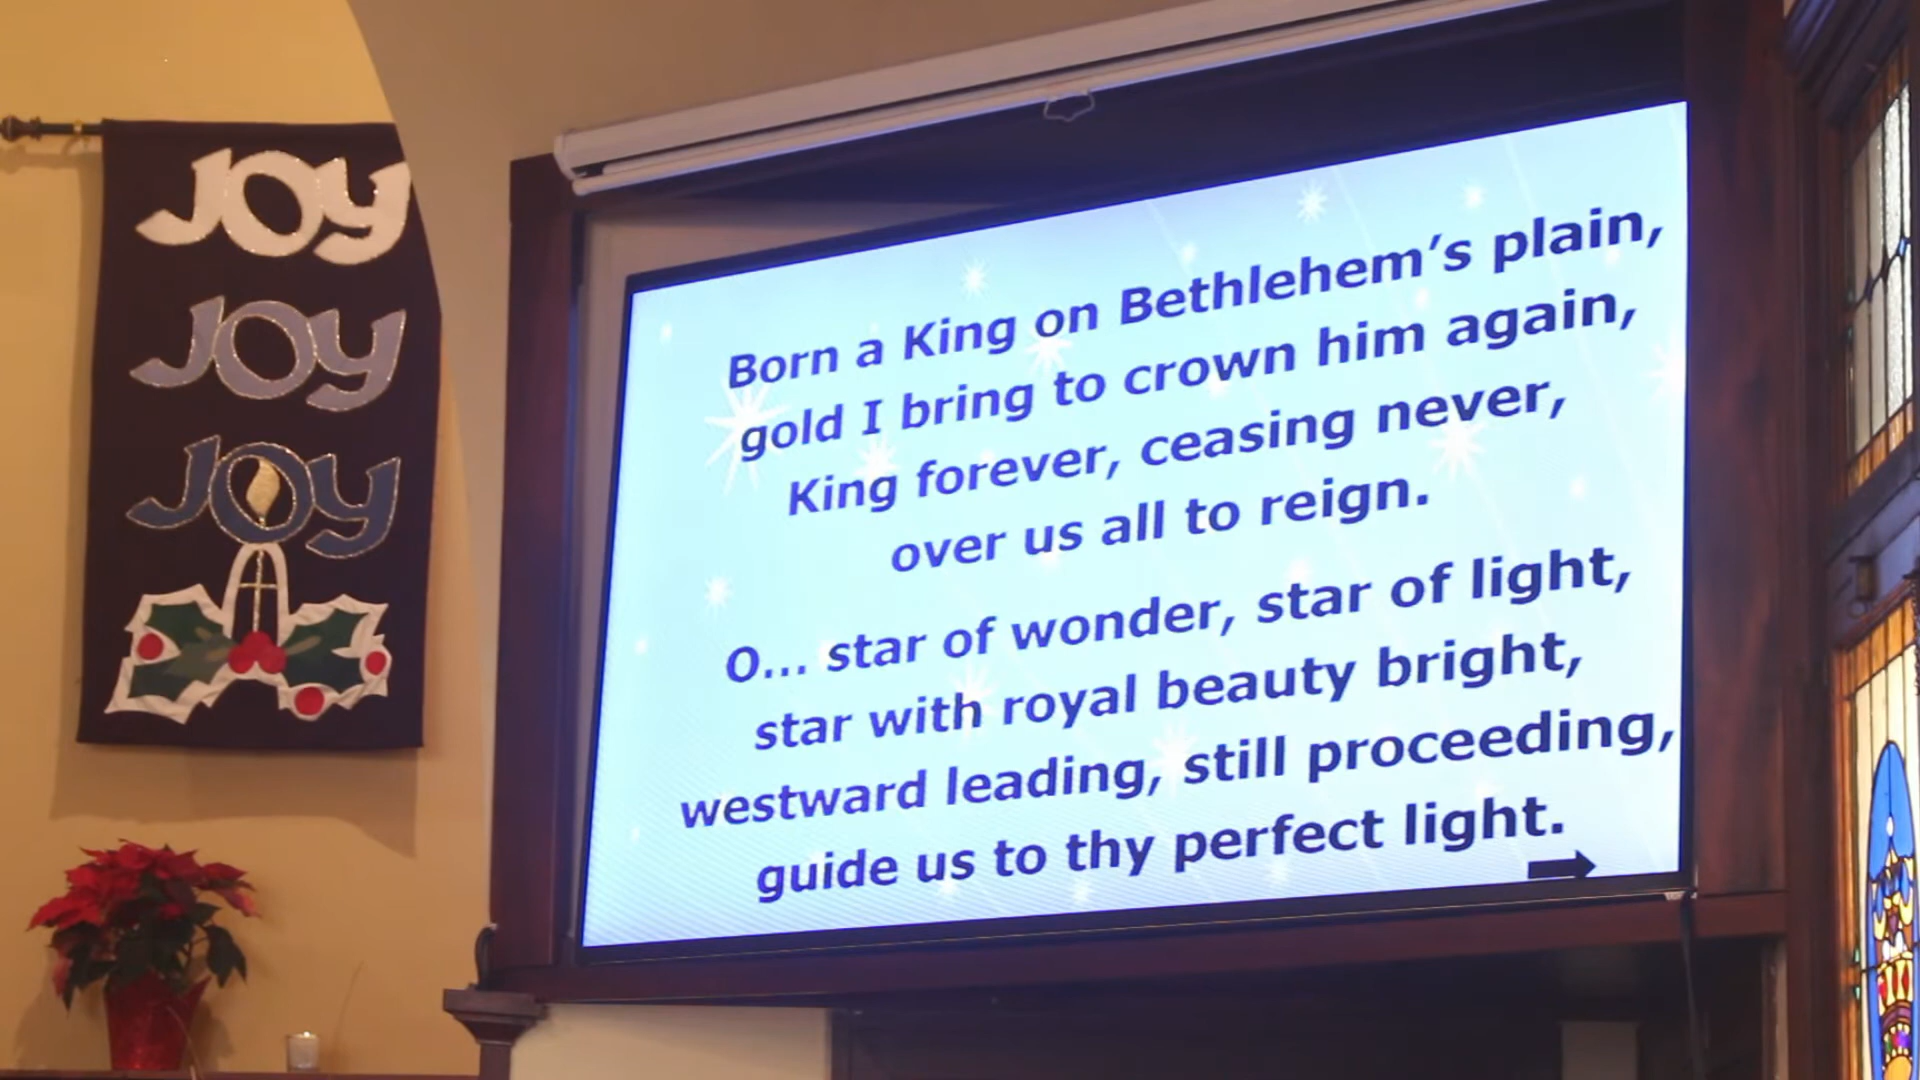 JOY
JOY
JOY
Born a King on Bethlehem’s plain,
gold I bring to crown him again,
King forever, ceasing never,
over us all to reign.
O... star of wonder, star of light,
star with royal beauty bright,
westward leading, still proceeding,
guide us to thy perfect light.